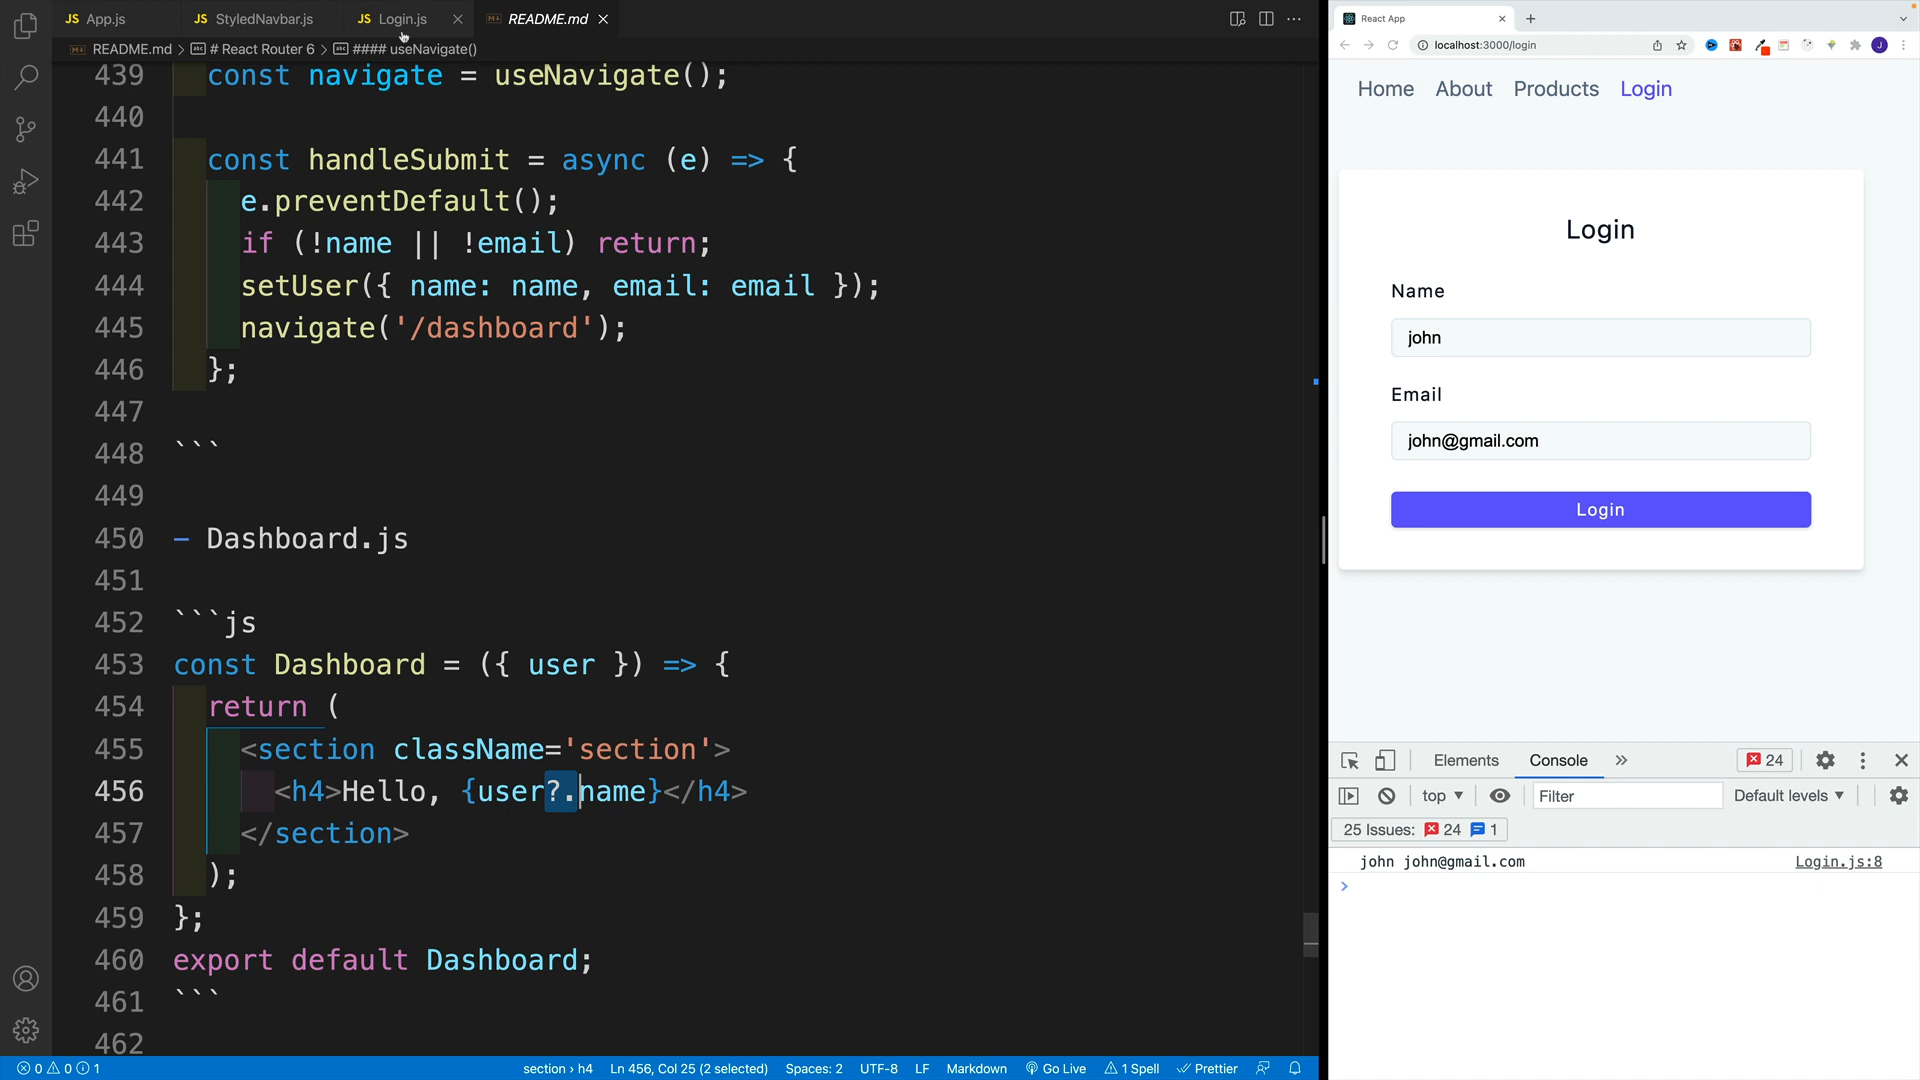 JS App.js
JS StyledNavbar.js
JS Login.js
README.md
README.md > # React Router 6 > #### useNavigate()
439 const navigate = useNavigate();
440
441 const handleSubmit = async (e) => {
442 e.preventDefault();
443 if (!name || !email) return;
444 setUser({ name: name, email: email });
445 navigate('/dashboard');
446 };
447
448 ```
449
450 - Dashboard.js
451
452 ```js
453 const Dashboard = ({ user }) => {
454 return (
455 <section className='section'>
456 <h4>Hello, {user?.name}</h4>
457 </section>
458 );
459 };
460 export default Dashboard;
461 ```
462
0 0 1
section › h4
Ln 456, Col 25 (2 selected)
Spaces: 2
UTF-8
LF
Markdown
Go Live
1 Spell
Prettier
React App
localhost:3000/login
J
Home About Products Login
Login
Name
john
Email
john@gmail.com
Login
Elements Console » 24
top ▼ Filter Default levels ▼
25 Issues: 24 1
john john@gmail.com Login.js:8